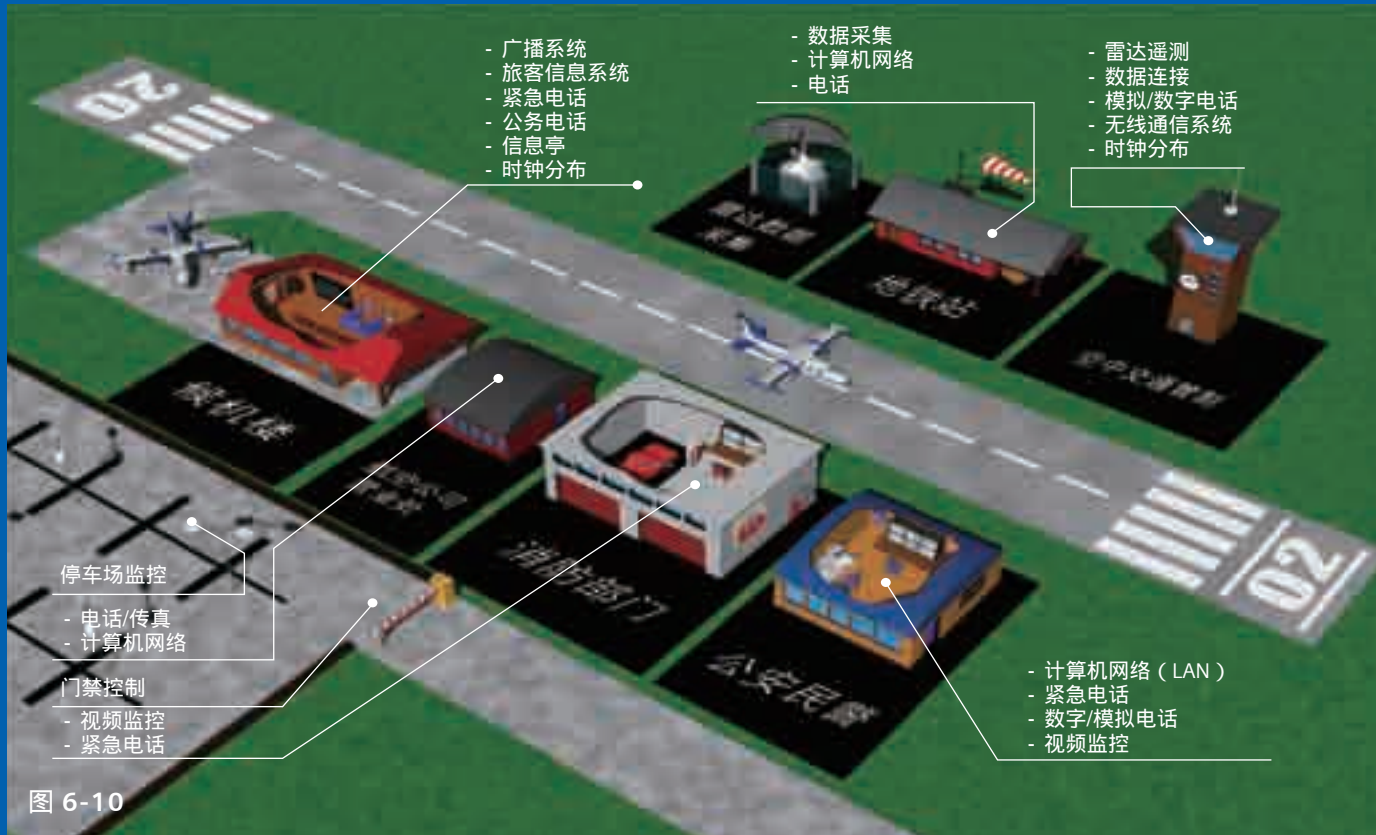 - 广播系统
- 旅客信息系统
- 紧急电话
- 公务电话
- 信息亭
- 时钟分布
- 数据采集
- 计算机网络
- 电话
- 雷达遥测
- 数据连接
- 模拟/数字电话
- 无线通信系统
- 时钟分布
20
地铁站
空中交通管制
候机楼
消防部门
公安民警
02
停车场监控
- 电话/传真
- 计算机网络
门禁控制
- 视频监控
- 紧急电话
- 计算机网络（LAN）
- 紧急电话
- 数字/模拟电话
- 视频监控
图 6-10